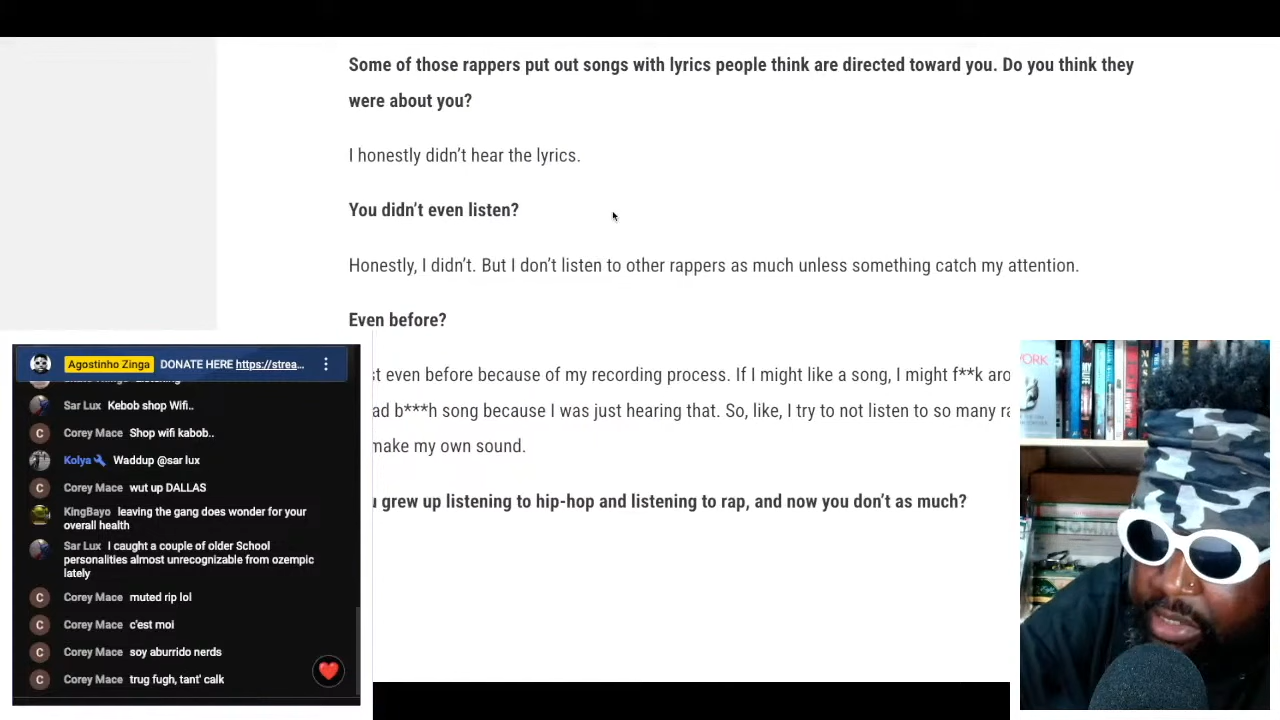 Some of those rappers put out songs with lyrics people think are directed toward you. Do you think they
were about you?
I honestly didn't hear the lyrics.
You didn't even listen?
Honestly, I didn't. But I don't listen to other rappers as much unless something catch my attention.
Even before?
even before because of my recording process. If I might like a song, I might f**k
b***h song because I was just hearing that. So, like, I try to not listen to so many
make my own sound.
grew up listening to hip-hop and listening to rap, and now you don't as much?
Agostinho Zinga DONATE HERE https://strea...
Sar Lux Kebob shop Wifi..
Corey Mace Shop wifi kabob..
Kolya Waddup @sar lux
Corey Mace wut up DALLAS
KingBayo leaving the gang does wonder for your
overall health
Sar Lux I caught a couple of older School
personalities almost unrecognizable from ozempic
lately
Corey Mace muted rip lol
Corey Mace c'est moi
Corey Mace soy aburrido nerds
Corey Mace trug fugh, tant' calk